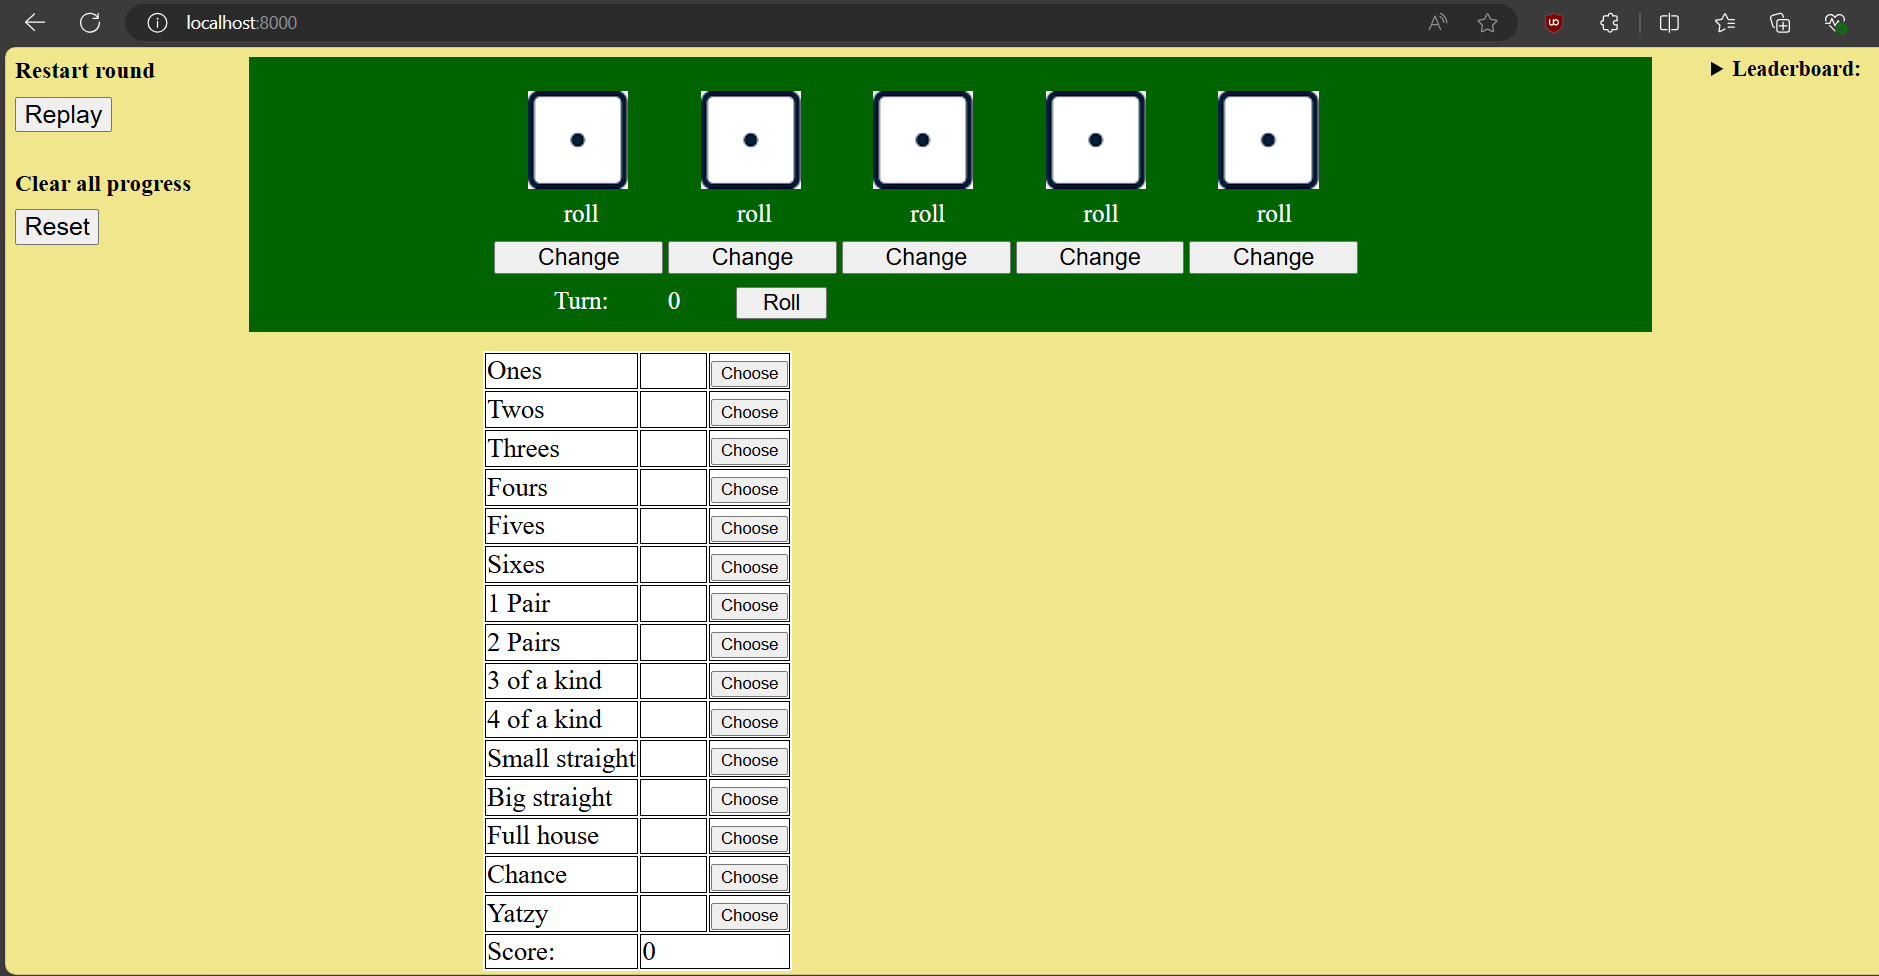 localhost:8000
Restart round
Replay
Clear all progress
Reset
roll roll roll roll roll
Change Change Change Change Change
Turn: 0 Roll
Leaderboard:
Ones Choose
Twos Choose
Threes Choose
Fours Choose
Fives Choose
Sixes Choose
1 Pair Choose
2 Pairs Choose
3 of a kind Choose
4 of a kind Choose
Small straight Choose
Big straight Choose
Full house Choose
Chance Choose
Yatzy Choose
Score: 0